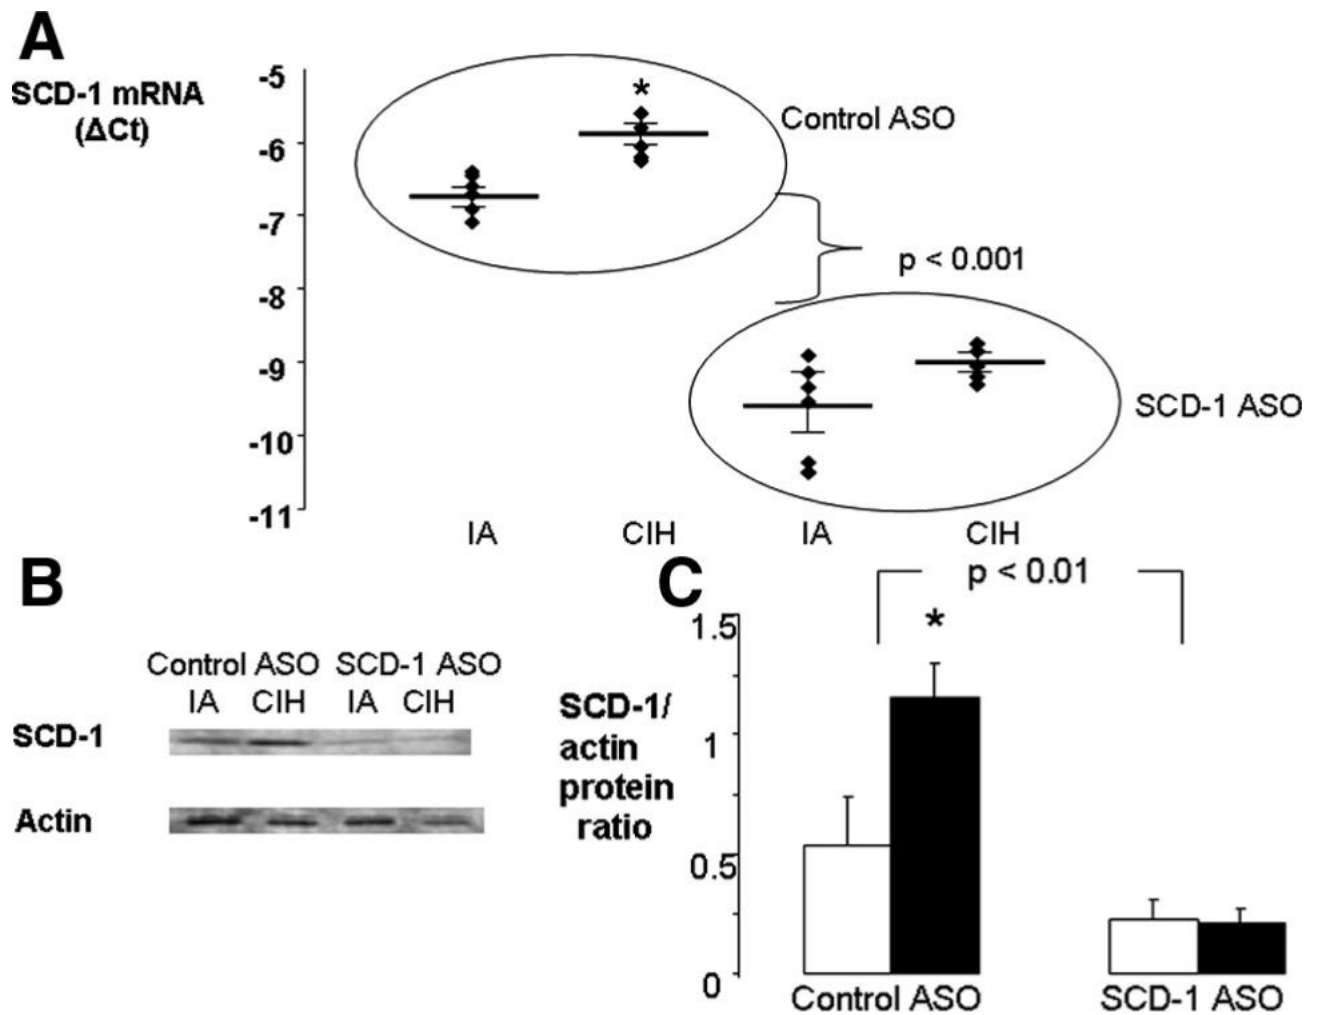 A
SCD-1 mRNA
(ΔCt)
-5
-6
-7
-8
-9
-10
-11
*
Control ASO
p < 0.001
SCD-1 ASO
IA CIH IA CIH
B
Control ASO SCD-1 ASO
IA CIH IA CIH
SCD-1
Actin
C
p < 0.01
*
SCD-1/
actin
protein
ratio
1.5
1
0.5
0
Control ASO SCD-1 ASO